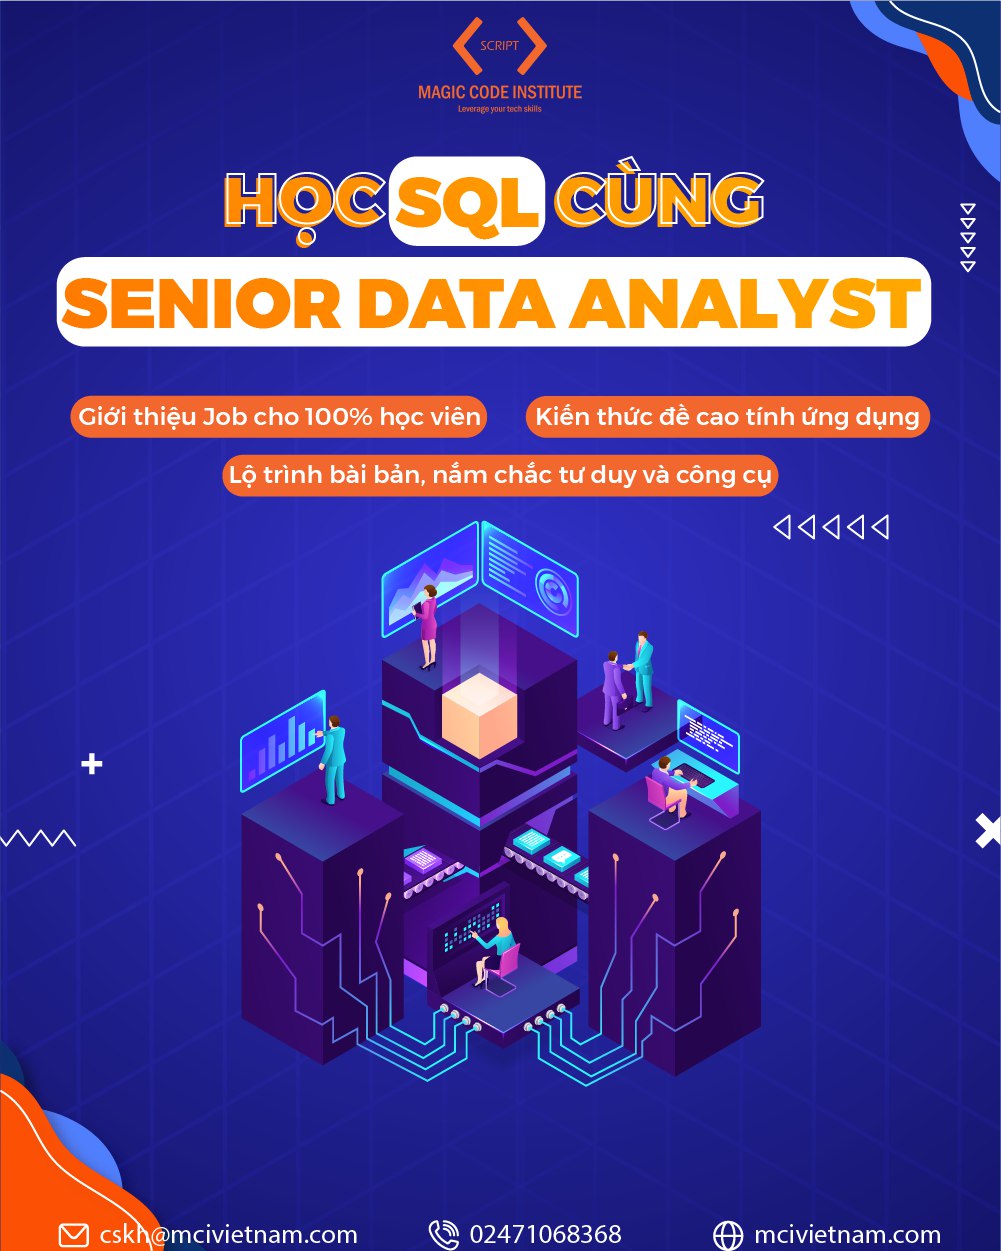 SCRIPT
MAGIC CODE INSTITUTE
Leverage your tech skills
HỌC SQL CÙNG
SENIOR DATA ANALYST
Giới thiệu Job cho 100% học viên
Kiến thức đề cao tính ứng dụng
Lộ trình bài bản, nắm chắc tư duy và công cụ
cskh@mcivietnam.com
02471068368
mcivietnam.com